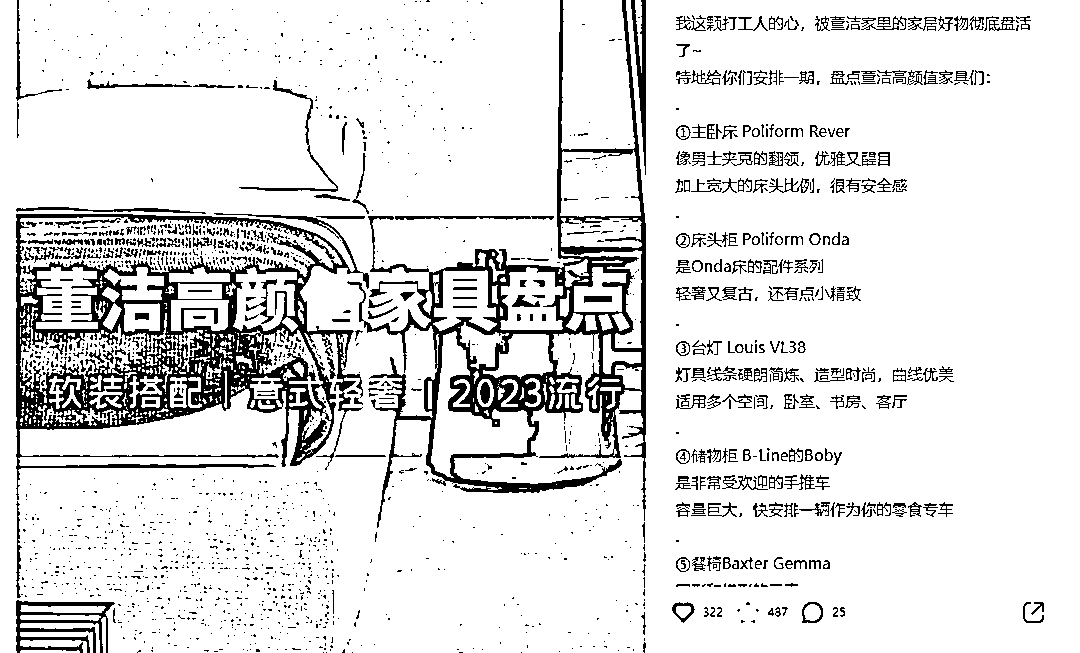 董洁高颜值家具盘点
软装搭配 | 意式轻奢 | 2023流行
我这颗打工人的心，被董洁家里的家居好物彻底盘活
了~
特地给你们安排一期，盘点董洁高颜值家具们：
-
①主卧床 Poliform Rever
像男士夹克的翻领，优雅又醒目
加上宽大的床头比例，很有安全感
-
②床头柜 Poliform Onda
是Onda床的配件系列
轻奢又复古，还有点小精致
-
③台灯 Louis VL38
灯具线条硬朗简炼、造型时尚，曲线优美
适用多个空间，卧室、书房、客厅
-
④储物柜 B-Line的Boby
是非常受欢迎的手推车
容量巨大，快安排一辆作为你的零食专车
-
⑤餐椅Baxter Gemma
322 487 25